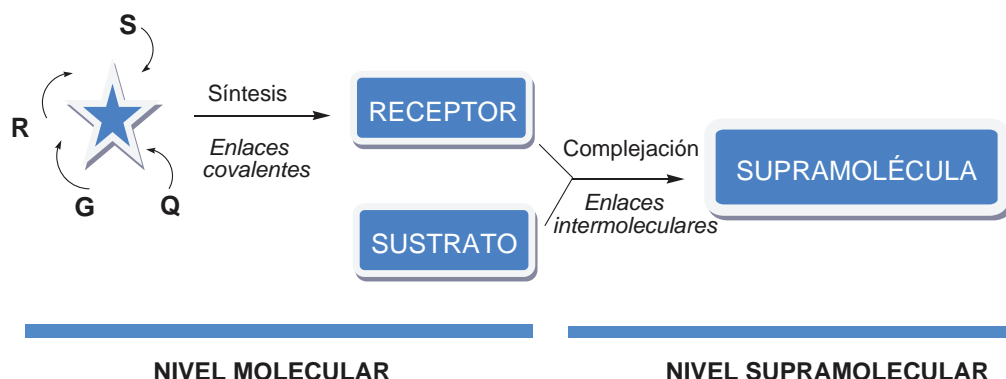 S
R
G
Q
Síntesis
Enlaces
covalentes
RECEPTOR
SUSTRATO
Complejación
Enlaces
intermoleculares
SUPRAMOLÉCULA
NIVEL MOLECULAR
NIVEL SUPRAMOLECULAR